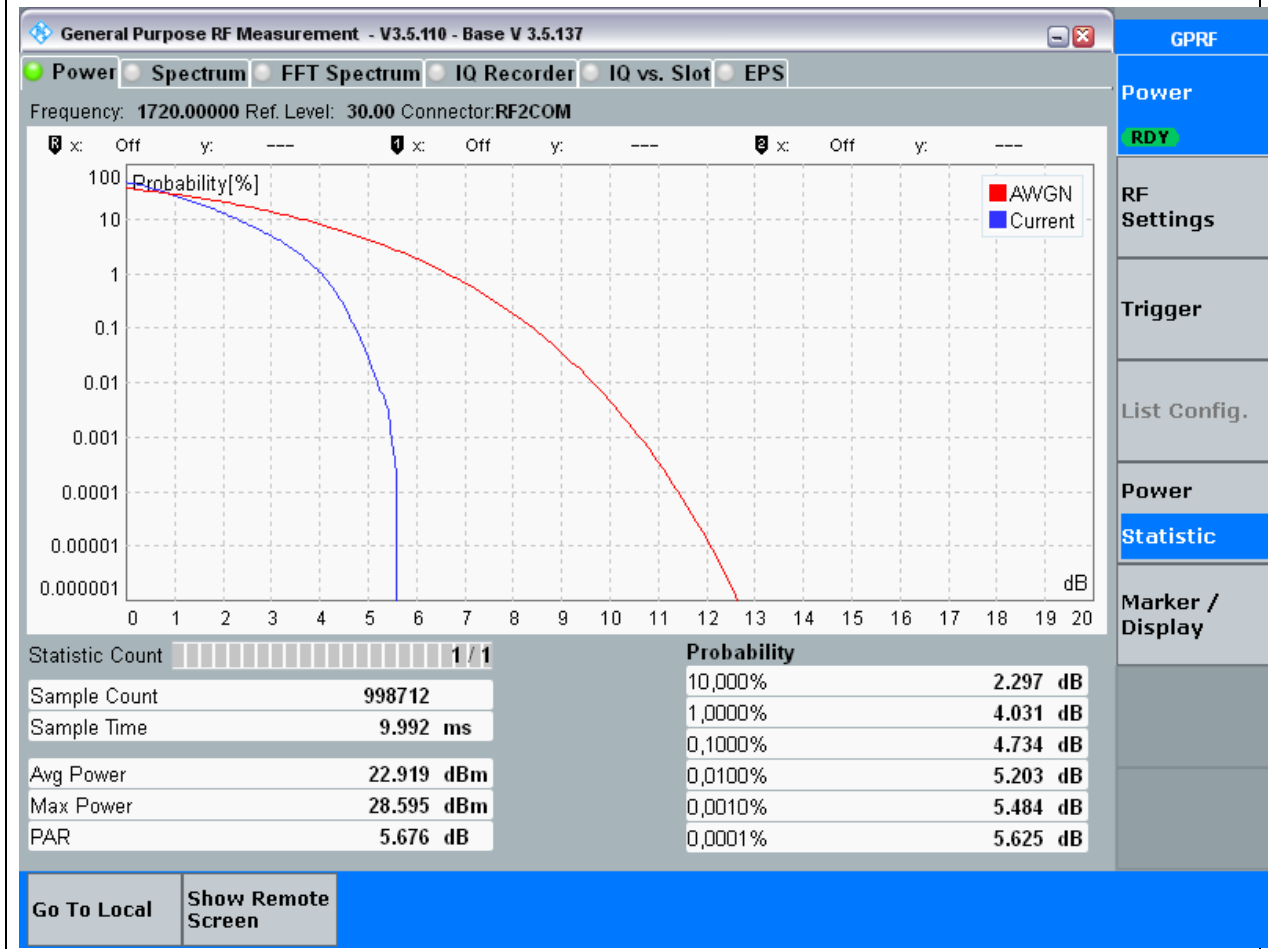 General Purpose RF Measurement - V3.5.110 - Base V 3.5.137
GPRF
Power Spectrum FFT Spectrum IQ Recorder IQ vs. Slot EPS
Frequency: 1720.00000 Ref. Level: 30.00 Connector:RF2COM
R x: Off y: --- 1 x: Off y: --- 2 x: Off y: ---
Probability[%]
AWGN
Current
100
10
1
0.1
0.01
0.001
0.0001
0.00001
0.000001
dB
0 1 2 3 4 5 6 7 8 9 10 11 12 13 14 15 16 17 18 19 20
Statistic Count 1 / 1
Sample Count 998712
Sample Time 9.992 ms
Avg Power 22.919 dBm
Max Power 28.595 dBm
PAR 5.676 dB
Probability
10,000% 2.297 dB
1,0000% 4.031 dB
0,1000% 4.734 dB
0,0100% 5.203 dB
0,0010% 5.484 dB
0,0001% 5.625 dB
Power
RDY
RF
Settings
Trigger
List Config.
Power
Statistic
Marker /
Display
Go To Local
Show Remote
Screen